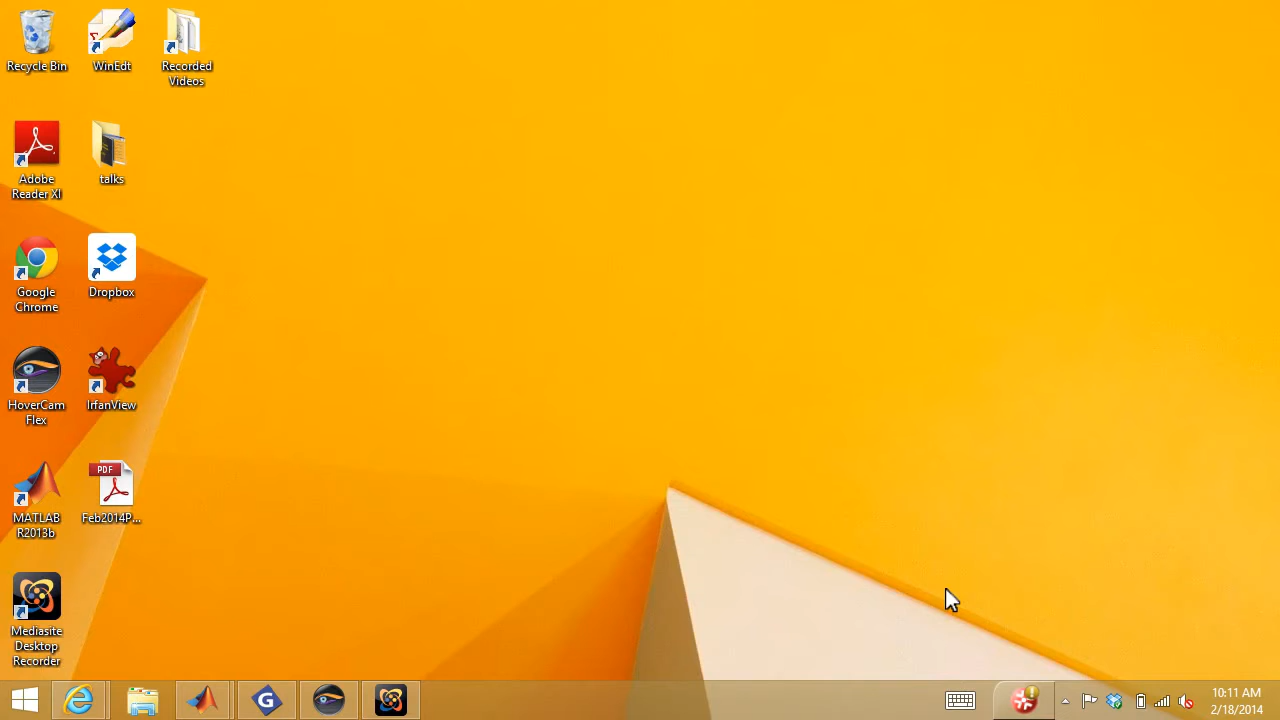 Recycle Bin
WinEdt
Recorded
Videos
Adobe
Reader XI
talks
Google
Chrome
Dropbox
HoverCam
Flex
IrfanView
MATLAB
R2013b
PDF
Feb2014P...
Mediasite
Desktop
Recorder
G
10:11 AM
2/18/2014